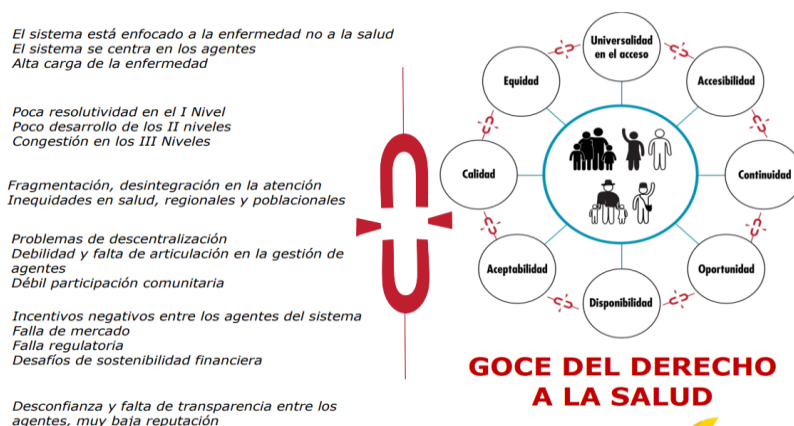 El sistema está enfocado a la enfermedad no a la salud
El sistema se centra en los agentes
Alta carga de la enfermedad
Poca resolutividad en el I Nivel
Poco desarrollo de los II niveles
Congestión en los III Niveles
Fragmentación, desintegración en la atención
Inequidades en salud, regionales y poblacionales
Problemas de descentralización
Debilidad y falta de articulación en la gestión de
agentes
Débil participación comunitaria
Incentivos negativos entre los agentes del sistema
Falla de mercado
Falla regulatoria
Desafíos de sostenibilidad financiera
Desconfianza y falta de transparencia entre los
agentes, muy baja reputación
Universalidad
en el acceso
Accesibilidad
Continuidad
Oportunidad
Disponibilidad
Aceptabilidad
Calidad
Equidad
GOCE DEL DERECHO
A LA SALUD